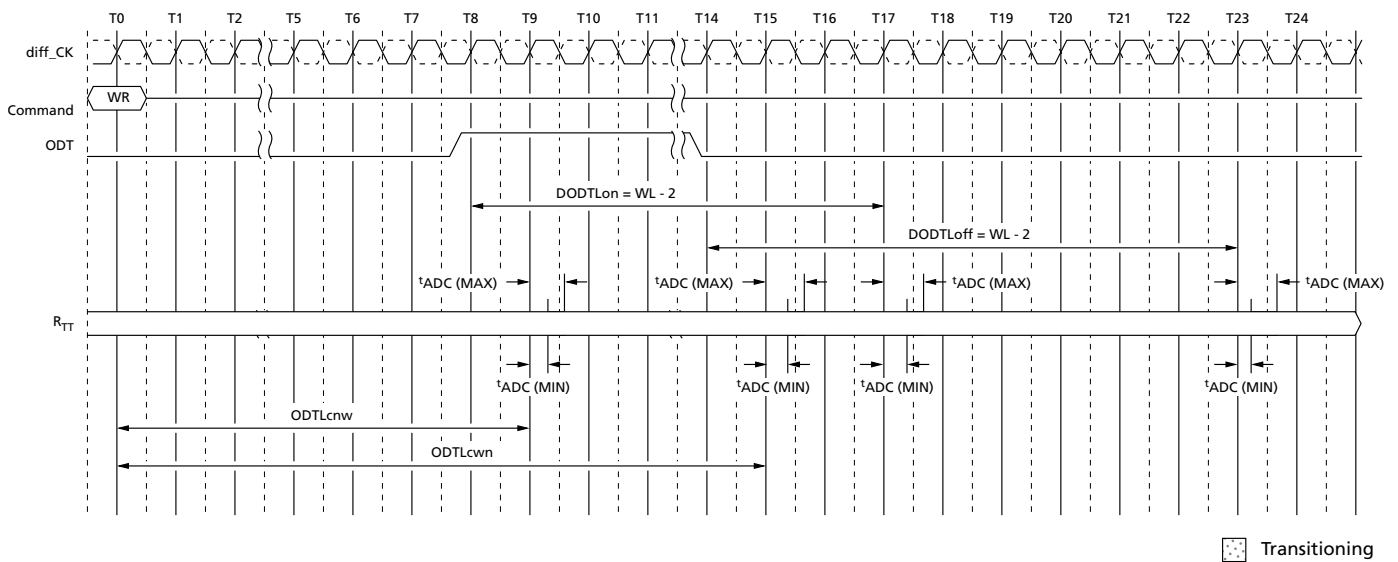 T0 T1 T2 T5 T6 T7 T8 T9 T10 T11 T14 T15 T16 T17 T18 T19 T20 T21 T22 T23 T24
diff_CK
Command WR
ODT
DODTLon = WL - 2
DODTLoff = WL - 2
tADC (MAX) tADC (MAX) tADC (MAX) tADC (MAX)
RTT
tADC (MIN) tADC (MIN) tADC (MIN) tADC (MIN)
ODTLcnw
ODTLcwn
Transitioning